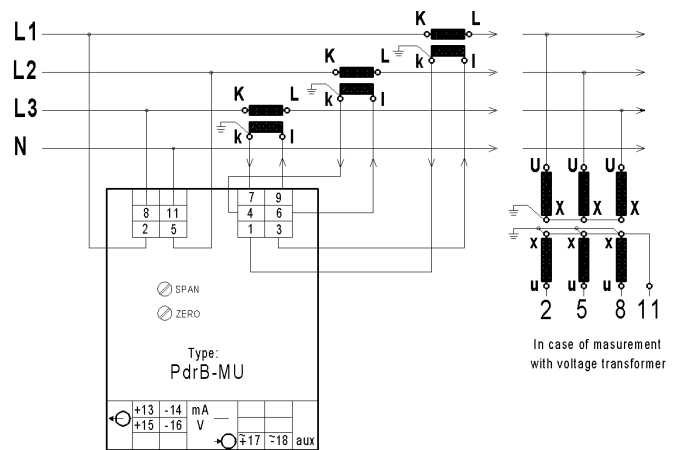 L1
K L
k l
L2
K L
k l
L3
K L
k l
N
U U U
X X X
x x x
u u u
2 5 8 11
7 9
8 11 4 6
2 5 1 3
SPAN
ZERO
Type:
PdrB-MU
In case of masurement
with voltage transformer
+13 -14 mA
+15 -16 V
~+17 ~-18 aux